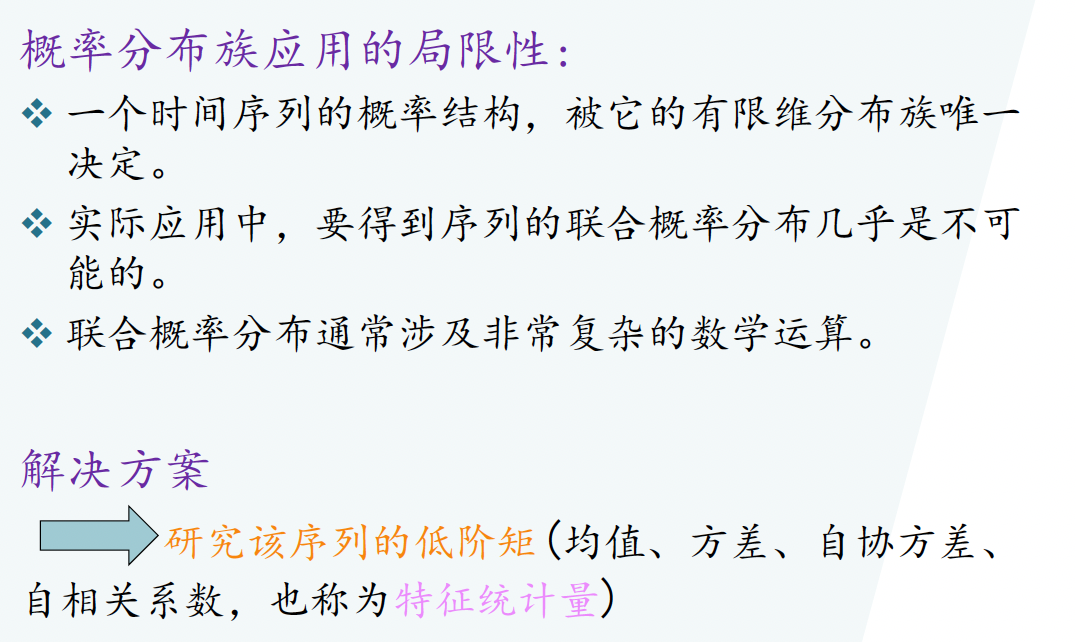 概率分布族应用的局限性：
一个时间序列的概率结构，被它的有限维分布族唯一
决定。
实际应用中，要得到序列的联合概率分布几乎是不可
能的。
联合概率分布通常涉及非常复杂的数学运算。
解决方案
研究该序列的低阶矩(均值、方差、自协方差、
自相关系数，也称为特征统计量)